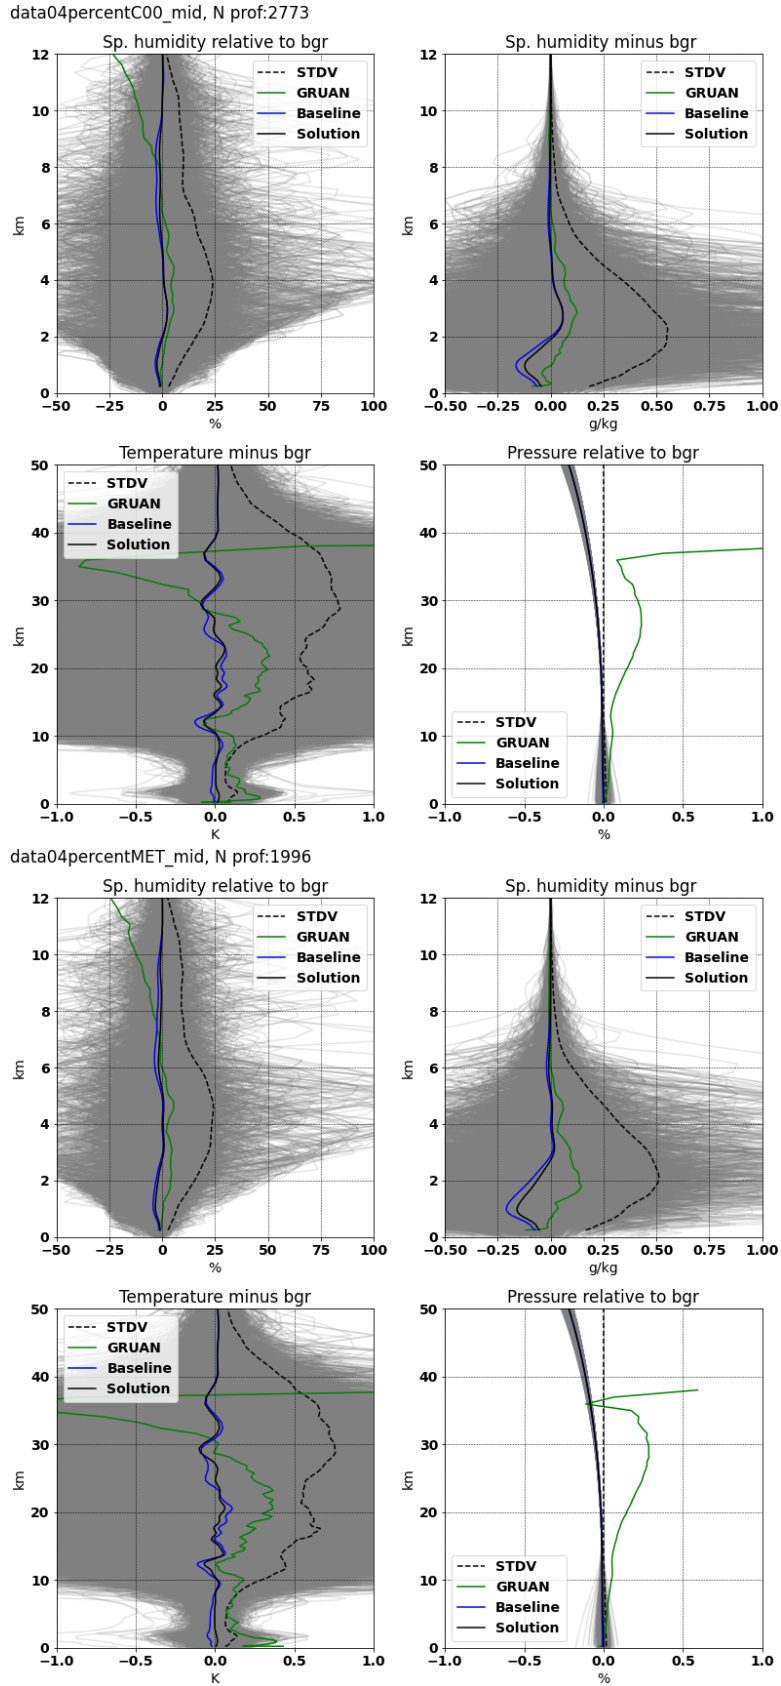 data04percentC00_mid, N prof:2773
Sp. humidity relative to bgr
12
10
8
6
4
2
0
km
−50 −25 0 25 50 75 100
%
STDV
GRUAN
Baseline
Solution
Sp. humidity minus bgr
12
10
8
6
4
2
0
km
−0.50 −0.25 0.00 0.25 0.50 0.75 1.00
g/kg
STDV
GRUAN
Baseline
Solution
Temperature minus bgr
50
40
30
20
10
0
km
−1.0 −0.5 0.0 0.5 1.0
K
STDV
GRUAN
Baseline
Solution
Pressure relative to bgr
50
40
30
20
10
0
km
−1.0 −0.5 0.0 0.5 1.0
%
STDV
GRUAN
Baseline
Solution
data04percentMET_mid, N prof:1996
Sp. humidity relative to bgr
12
10
8
6
4
2
0
km
−50 −25 0 25 50 75 100
%
STDV
GRUAN
Baseline
Solution
Sp. humidity minus bgr
12
10
8
6
4
2
0
km
−0.50 −0.25 0.00 0.25 0.50 0.75 1.00
g/kg
STDV
GRUAN
Baseline
Solution
Temperature minus bgr
50
40
30
20
10
0
km
−1.0 −0.5 0.0 0.5 1.0
K
STDV
GRUAN
Baseline
Solution
Pressure relative to bgr
50
40
30
20
10
0
km
−1.0 −0.5 0.0 0.5 1.0
%
STDV
GRUAN
Baseline
Solution